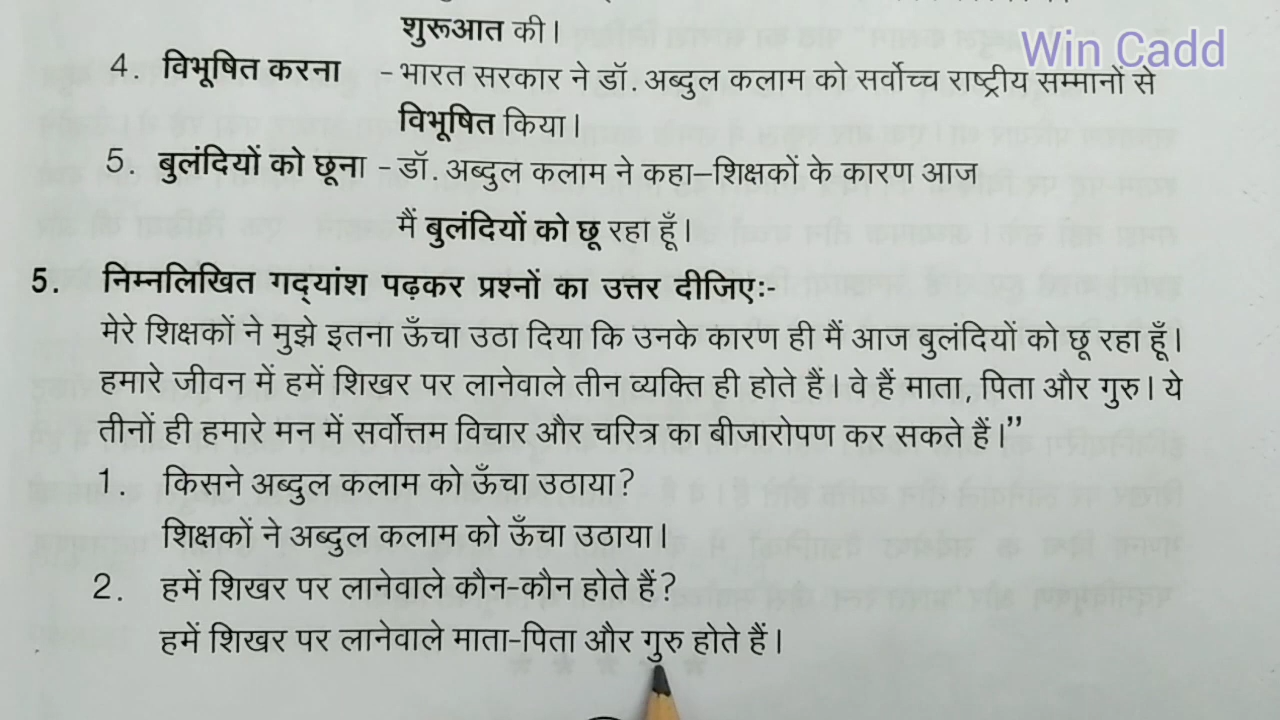 शुरूआत की।
Win Cadd
4. विभूषित करना - भारत सरकार ने डॉ. अब्दुल कलाम को सर्वोच्च राष्ट्रीय सम्मानों से
विभूषित किया।
5. बुलंदियों को छूना - डॉ. अब्दुल कलाम ने कहा–शिक्षकों के कारण आज
मैं बुलंदियों को छू रहा हूँ।
5. निम्नलिखित गद्यांश पढ़कर प्रश्नों का उत्तर दीजिए:-
मेरे शिक्षकों ने मुझे इतना ऊँचा उठा दिया कि उनके कारण ही मैं आज बुलंदियों को छू रहा हूँ।
हमारे जीवन में हमें शिखर पर लानेवाले तीन व्यक्ति ही होते हैं। वे हैं माता पिता और गुरु। ये
तीनों ही हमारे मन में सर्वोत्तम विचार और चरित्र का बीजारोपण कर सकते हैं।”
1. किसने अब्दुल कलाम को ऊँचा उठाया?
शिक्षकों ने अब्दुल कलाम को ऊँचा उठाया।
2. हमें शिखर पर लानेवाले कौन-कौन होते हैं?
हमें शिखर पर लानेवाले माता-पिता और गुरु होते हैं।